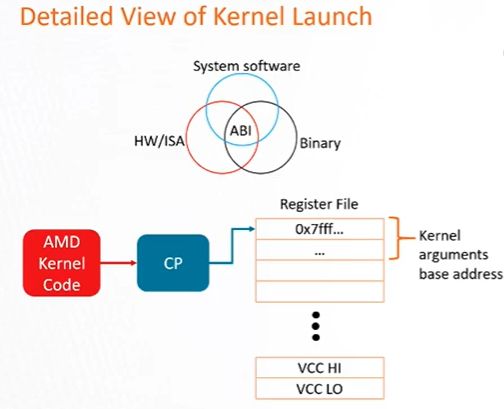 Detailed View of Kernel Launch
System software
HW/ISA
ABI
Binary
Register File
AMD
Kernel
Code
CP
0x7fff...
...
Kernel
arguments
base address
VCC HI
VCC LO